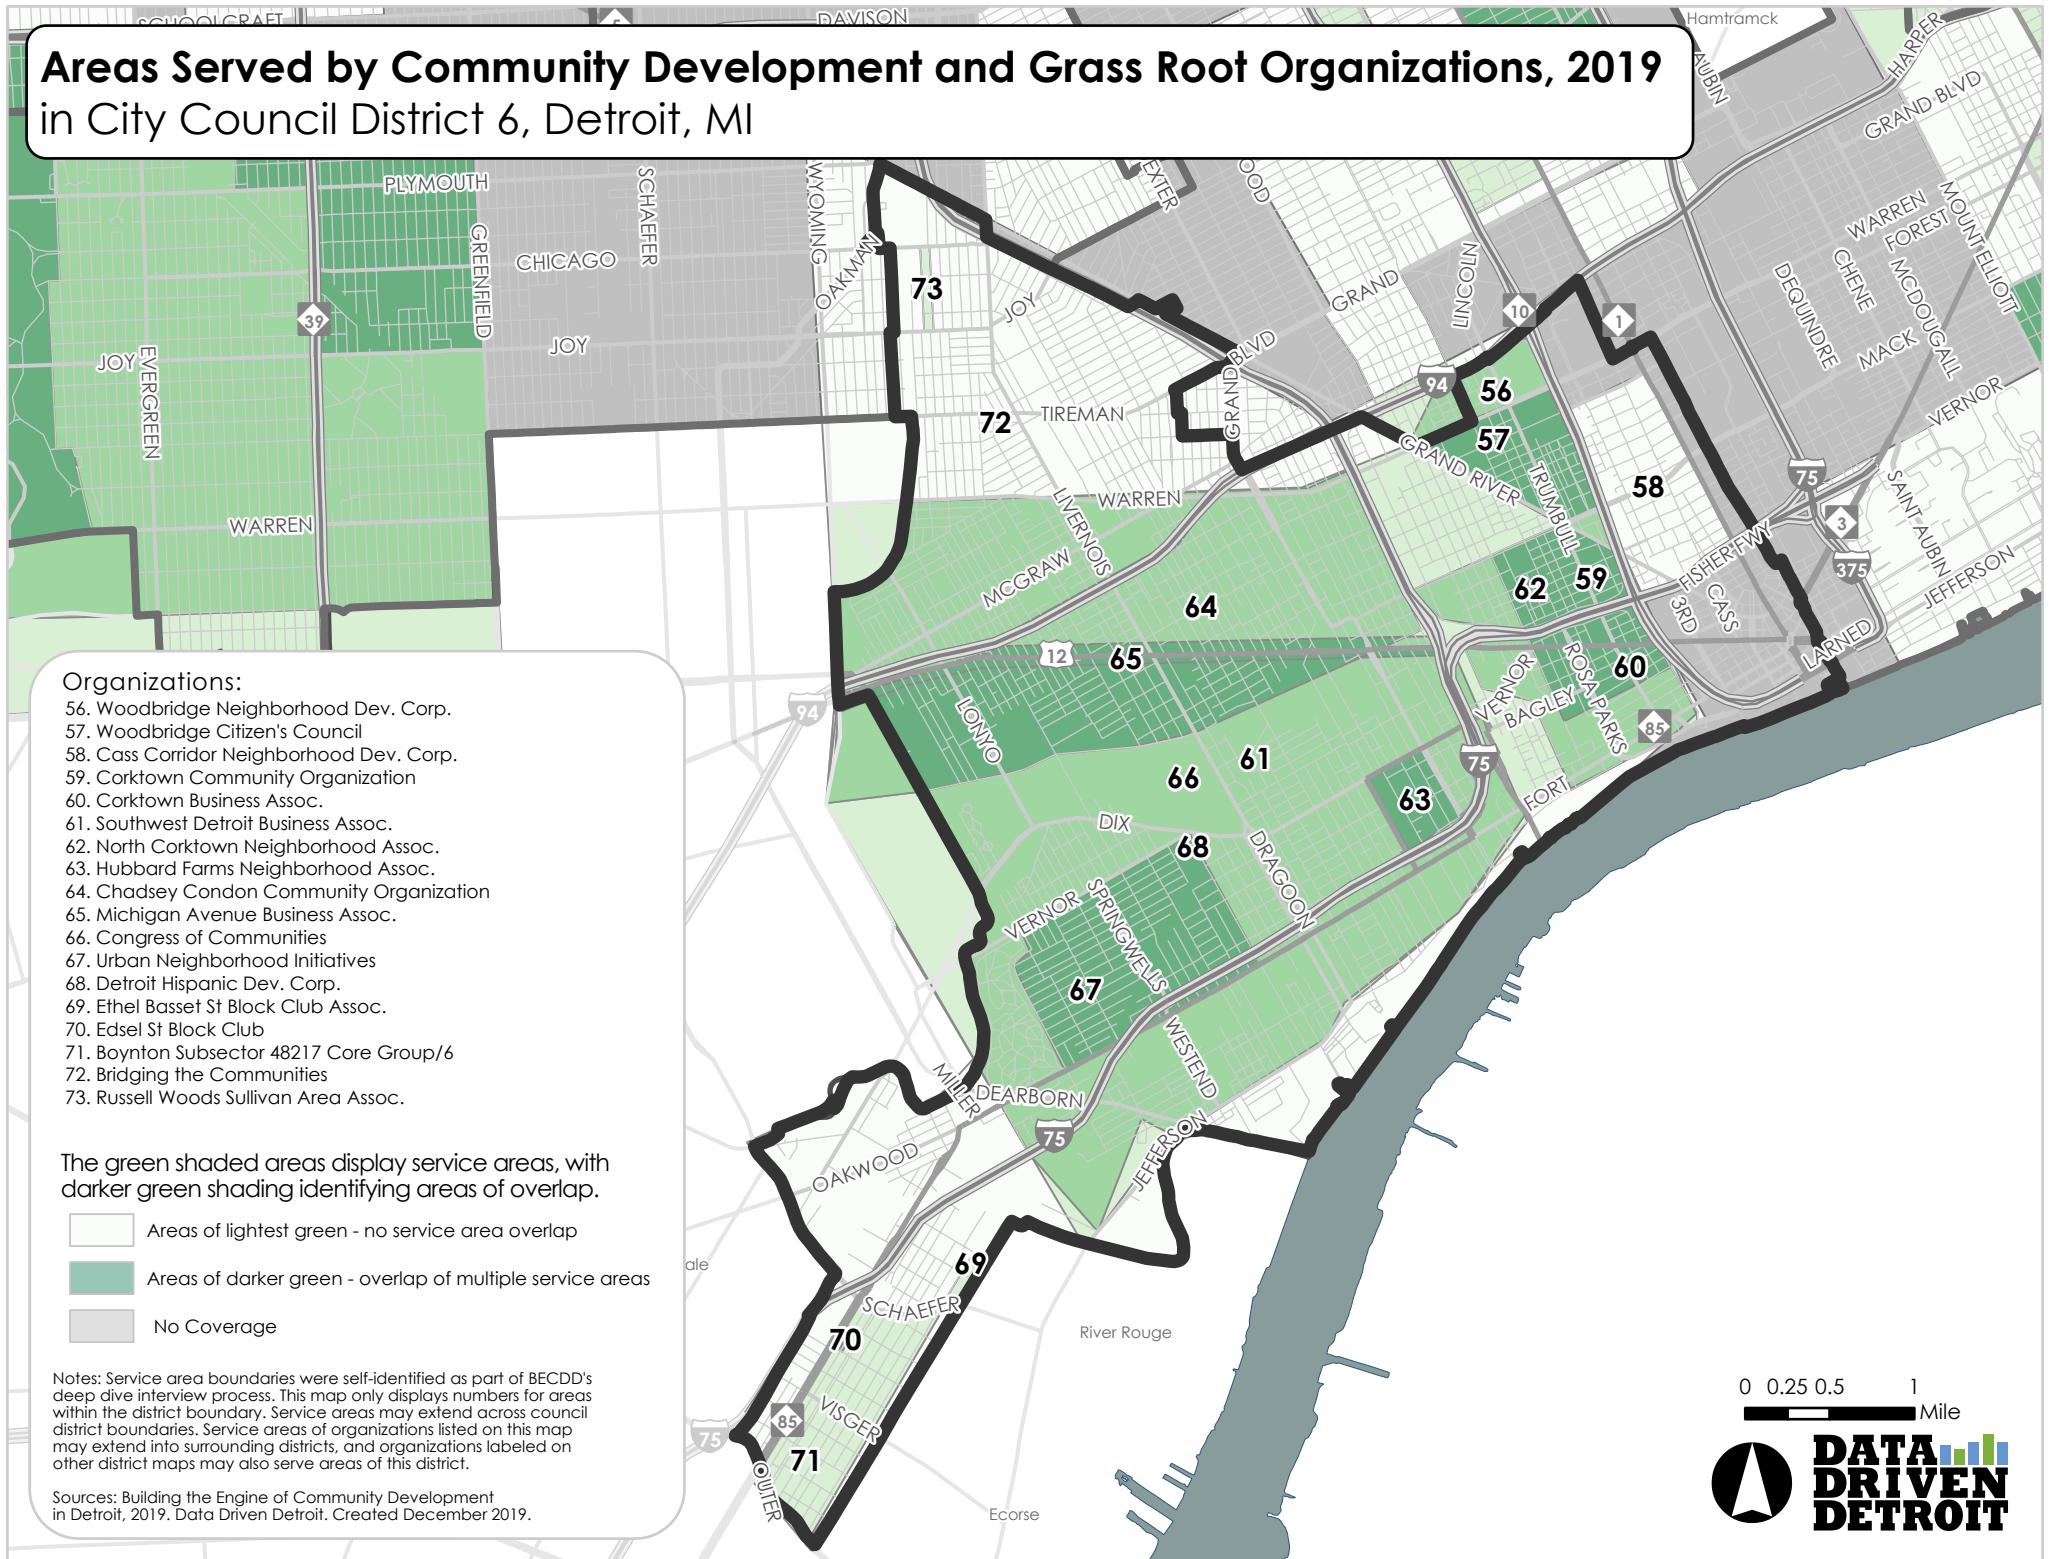 Areas Served by Community Development and Grass Root Organizations, 2019
in City Council District 6, Detroit, MI
DAVISON
Hamtramck
HARPER
AUBIN
GRAND BLVD
PLYMOUTH
SCHAEFER
WYOMING
GREENFIELD
CHICAGO
OAKMAN
73
JOY
GRAND
LINCOLN
10
1
WARREN
FOREST
MOUNT ELLIOTT
CHENE
MCDOUGALL
DEQUINDRE
MACK
VERNOR
39
JOY
EVERGREEN
JOY
GRAND BLVD
94
56
72
TIREMAN
57
GRAND RIVER
TRUMBULL
58
75
3
375
SAINT AUBIN
JEFFERSON
WARREN
LIVERNOIS
WARREN
MCGRAW
FISHER FWY
CASS
3RD
LARNED
62
59
64
12
65
60
ROSA PARKS
VERNOR
BAGLEY
85
94
LONYO
61
66
75
63
FORT
DIX
68
DRAGOON
VERNOR
SPRINGWELLS
67
WESTEND
MILLER
DEARBORN
75
JEFFERSON
OAKWOOD
69
SCHAEFER
70
River Rouge
85
VISGER
75
71
OUTER
Ecorse
Organizations:
56. Woodbridge Neighborhood Dev. Corp.
57. Woodbridge Citizen's Council
58. Cass Corridor Neighborhood Dev. Corp.
59. Corktown Community Organization
60. Corktown Business Assoc.
61. Southwest Detroit Business Assoc.
62. North Corktown Neighborhood Assoc.
63. Hubbard Farms Neighborhood Assoc.
64. Chadsey Condon Community Organization
65. Michigan Avenue Business Assoc.
66. Congress of Communities
67. Urban Neighborhood Initiatives
68. Detroit Hispanic Dev. Corp.
69. Ethel Basset St Block Club Assoc.
70. Edsel St Block Club
71. Boynton Subsector 48217 Core Group/6
72. Bridging the Communities
73. Russell Woods Sullivan Area Assoc.
The green shaded areas display service areas, with
darker green shading identifying areas of overlap.
Areas of lightest green - no service area overlap
Areas of darker green - overlap of multiple service areas
No Coverage
Notes: Service area boundaries were self-identified as part of BECDD's
deep dive interview process. This map only displays numbers for areas
within the district boundary. Service areas may extend across council
district boundaries. Service areas of organizations listed on this map
may extend into surrounding districts, and organizations labeled on
other district maps may also serve areas of this district.
Sources: Building the Engine of Community Development
in Detroit, 2019. Data Driven Detroit. Created December 2019.
0 0.25 0.5 1
Mile
DATA
DRIVEN
DETROIT